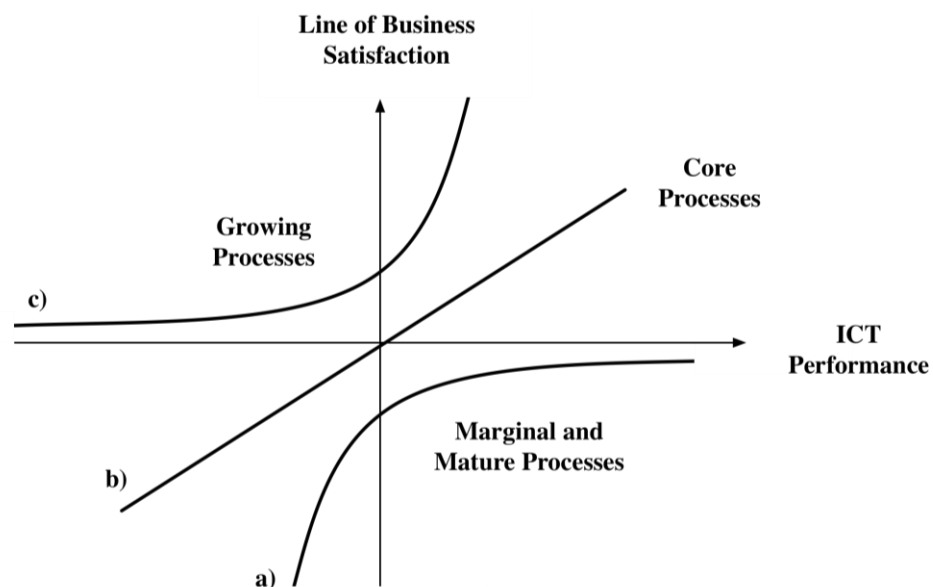 Line of Business
Satisfaction
Core
Processes
Growing
Processes
c)
ICT
Performance
Marginal and
Mature Processes
b)
a)